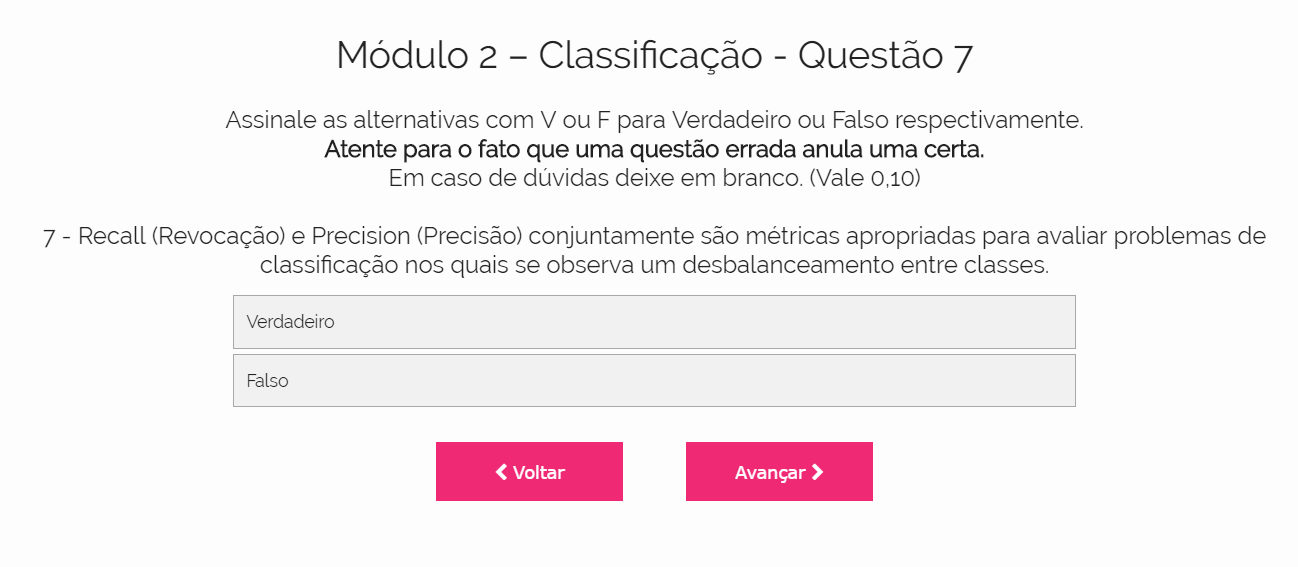 Módulo 2 – Classificação - Questão 7
Assinale as alternativas com V ou F para Verdadeiro ou Falso respectivamente.
Atente para o fato que uma questão errada anula uma certa.
Em caso de dúvidas deixe em branco. (Vale 0,10)
7 - Recall (Revocação) e Precision (Precisão) conjuntamente são métricas apropriadas para avaliar problemas de
classificação nos quais se observa um desbalanceamento entre classes.
Verdadeiro
Falso
Voltar
Avançar